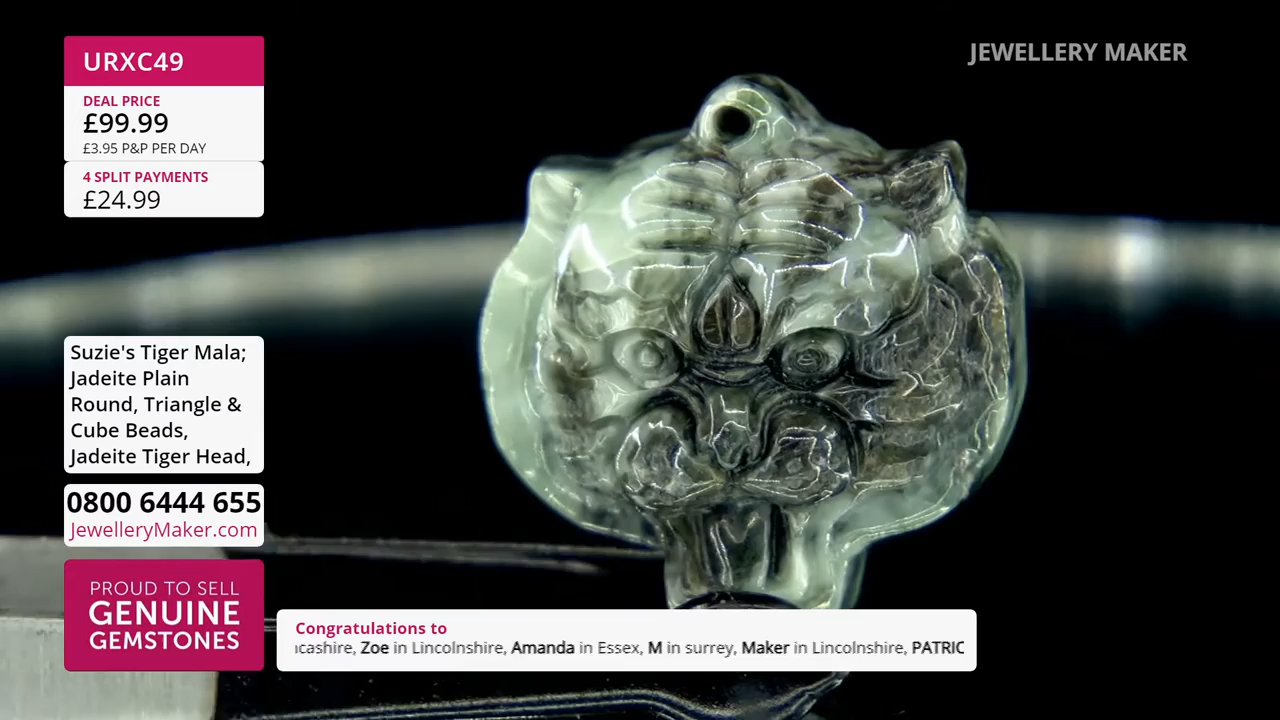 URXC49
DEAL PRICE
£99.99
£3.95 P&P PER DAY
4 SPLIT PAYMENTS
£24.99
JEWELLERY MAKER
Suzie's Tiger Mala;
Jadeite Plain
Round, Triangle &
Cube Beads,
Jadeite Tiger Head,
0800 6444 655
JewelleryMaker.com
PROUD TO SELL
GENUINE
GEMSTONES
Congratulations to
cashire, Zoe in Lincolnshire, Amanda in Essex, M in surrey, Maker in Lincolnshire, PATRIC